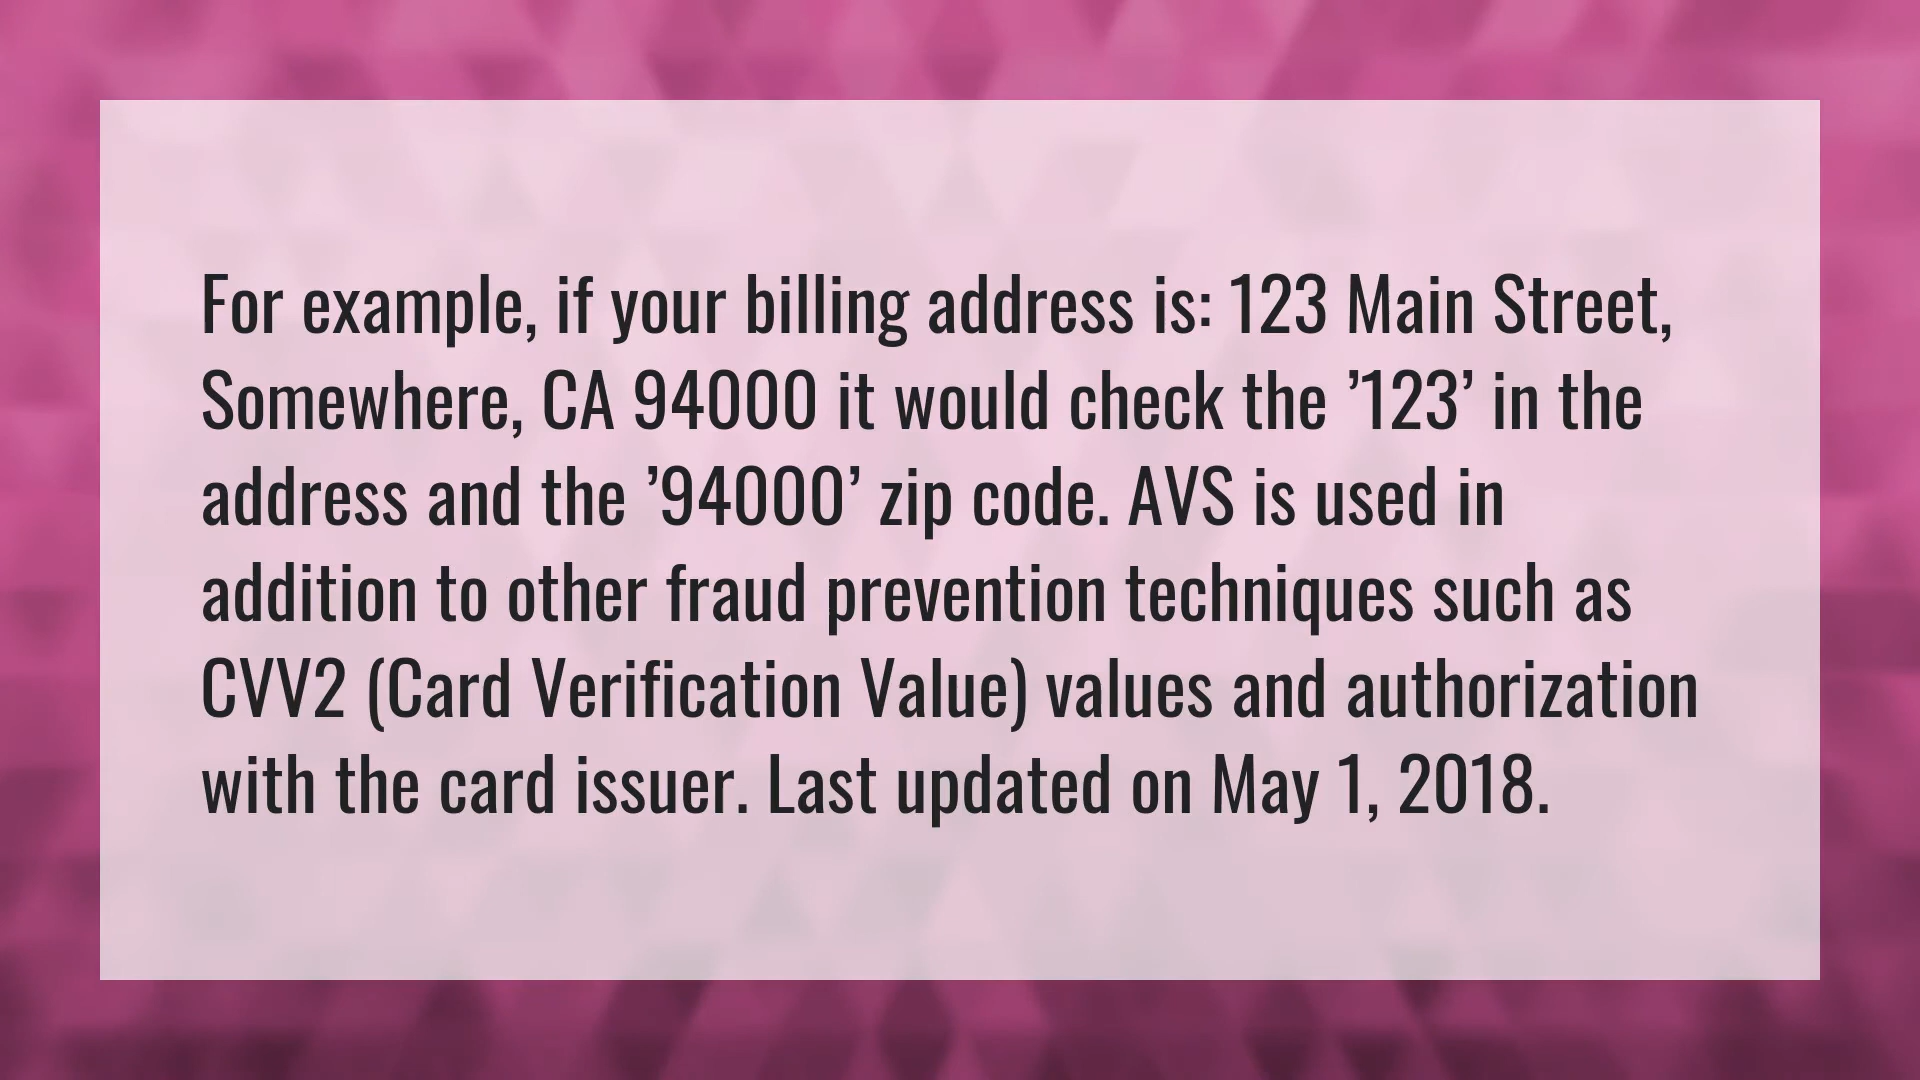 For example, if your billing address is: 123 Main Street,
Somewhere, CA 94000 it would check the ’123’ in the
address and the ’94000’ zip code. AVS is used in
addition to other fraud prevention techniques such as
CVV2 (Card Verification Value) values and authorization
with the card issuer. Last updated on May 1, 2018.